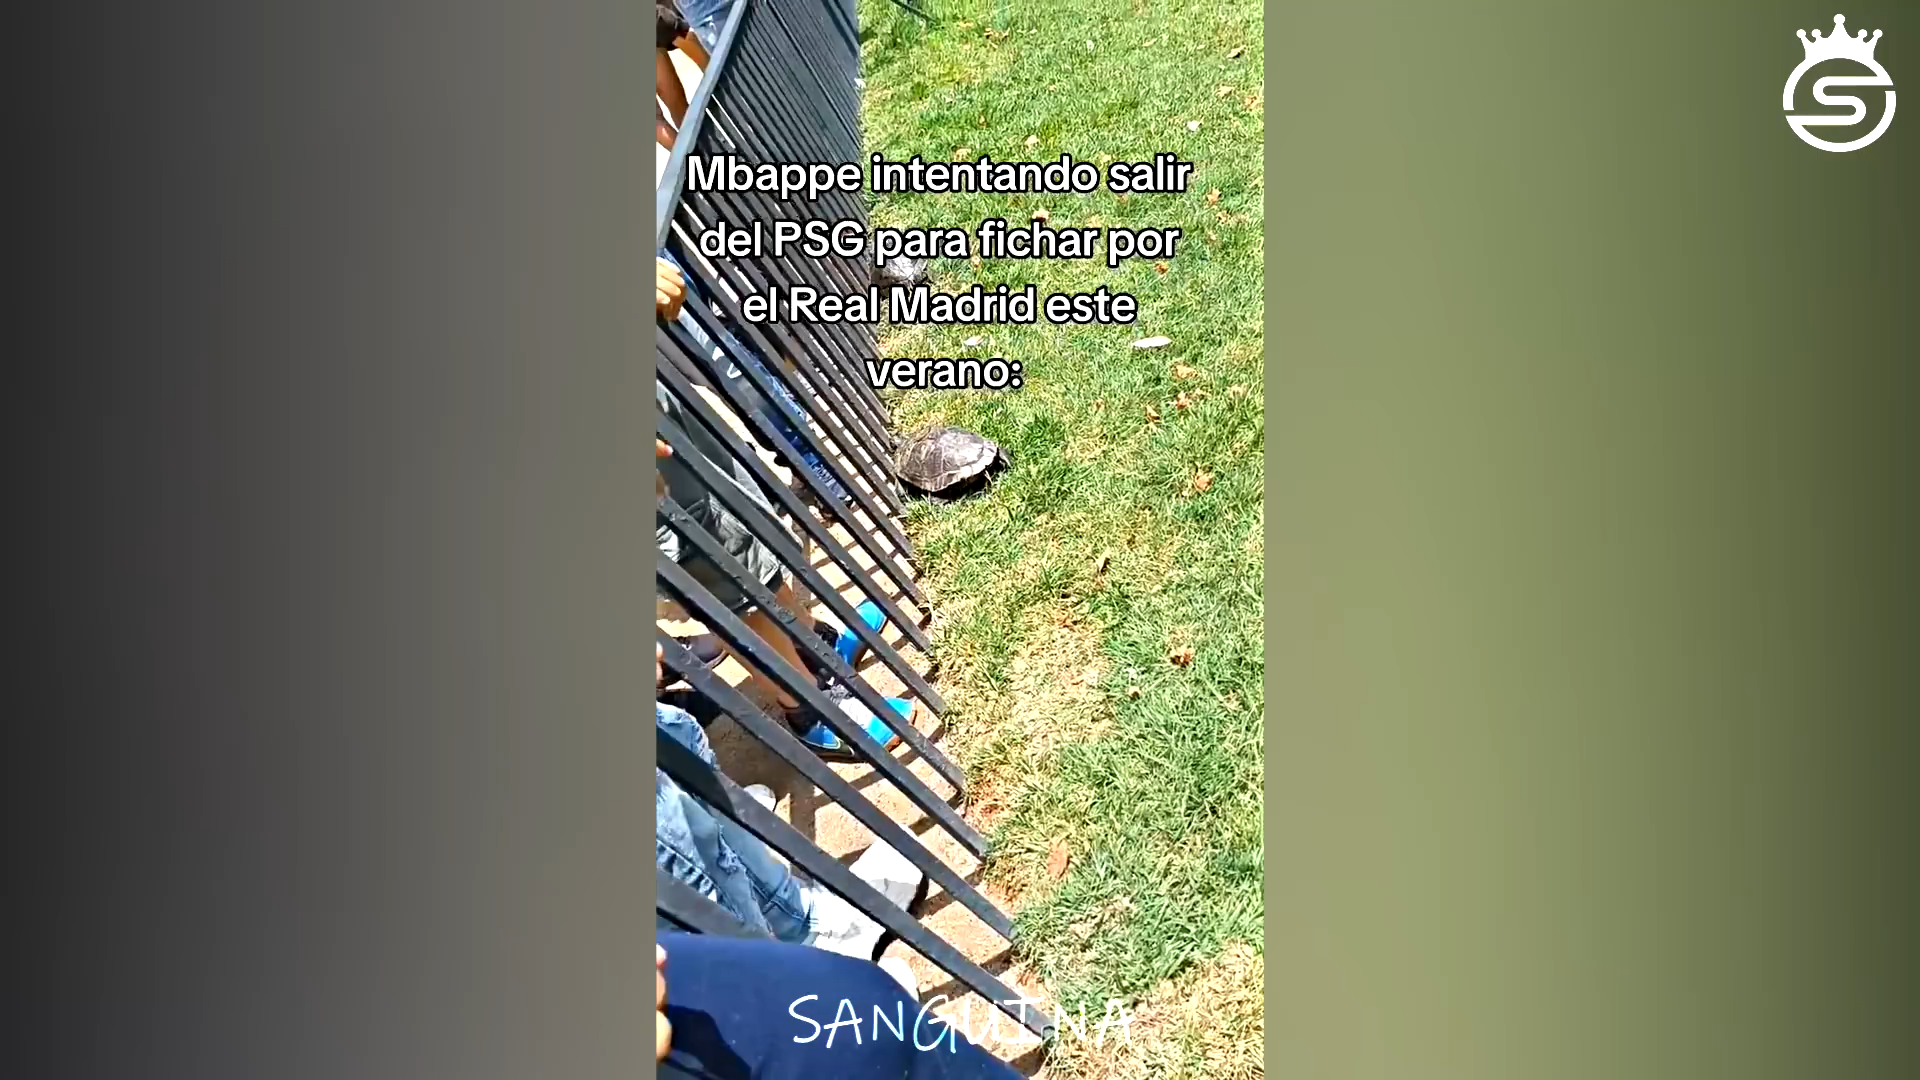 Mbappe intentando salir
del PSG para fichar por
el Real Madrid este
verano:
SANGUINA